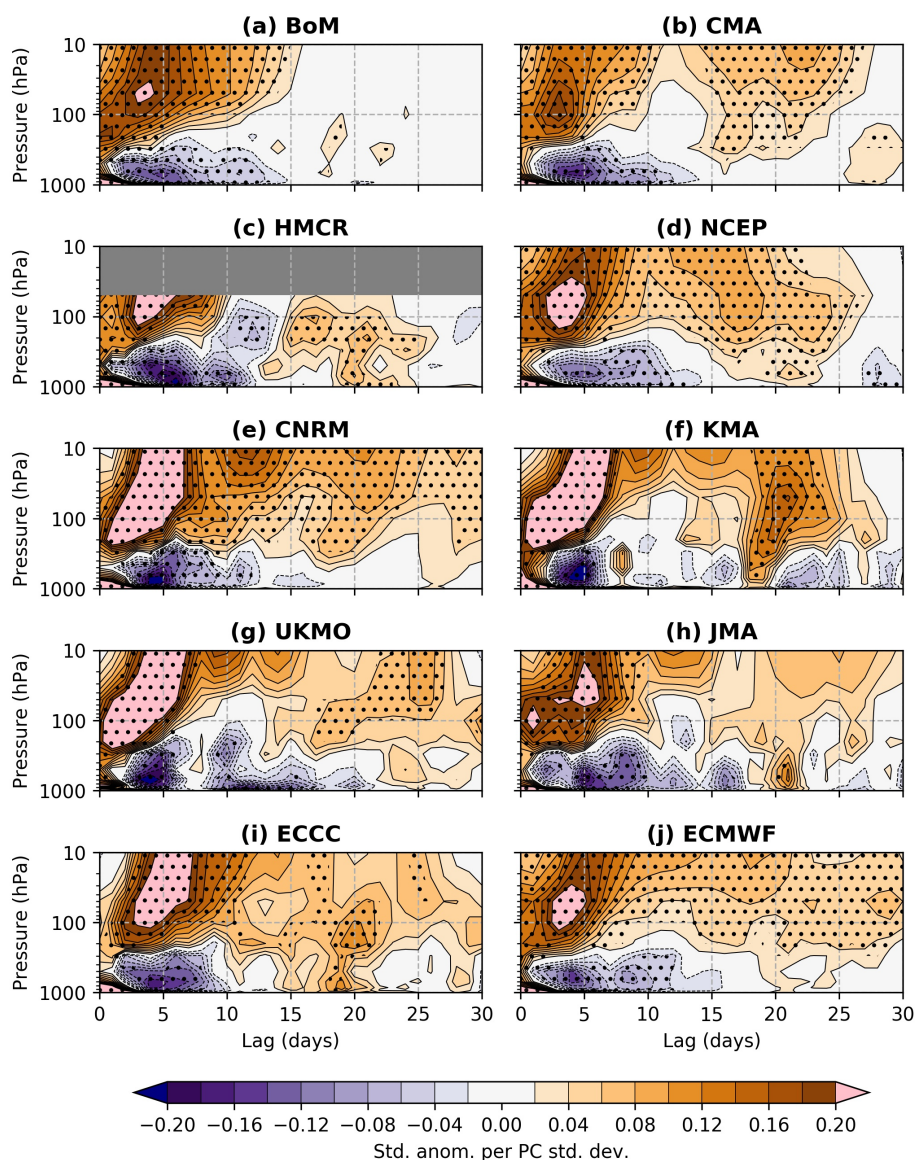 (a) BoM
(b) CMA
Pressure (hPa)
10
100
1000
(c) HMCR
(d) NCEP
Pressure (hPa)
10
100
1000
(e) CNRM
(f) KMA
Pressure (hPa)
10
100
1000
(g) UKMO
(h) JMA
Pressure (hPa)
10
100
1000
(i) ECCC
(j) ECMWF
Pressure (hPa)
10
100
1000
0 5 10 15 20 25 30
0 5 10 15 20 25 30
Lag (days)
Lag (days)
−0.20 −0.16 −0.12 −0.08 −0.04 0.00 0.04 0.08 0.12 0.16 0.20
Std. anom. per PC std. dev.